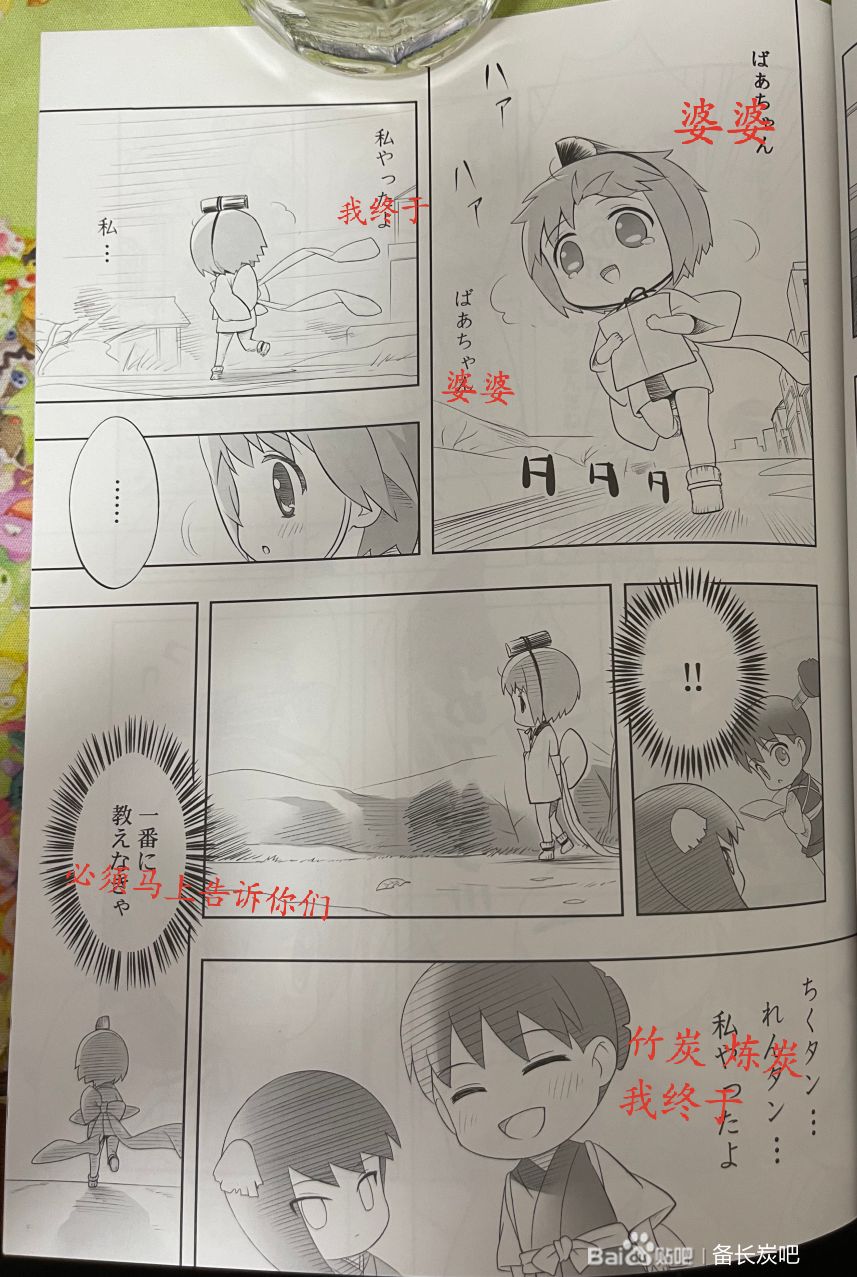 ばあちゃん
婆婆
ハァ
ハァ
ばあちゃん
婆婆
タタタ
私やったよ
我终于
私…
……
!!
一番に
教えなきゃ
必须马上告诉你们
ちくタン…
れんタン…
私やったよ
竹炭 炼炭
我终于
Bai贴吧 | 备长炭吧